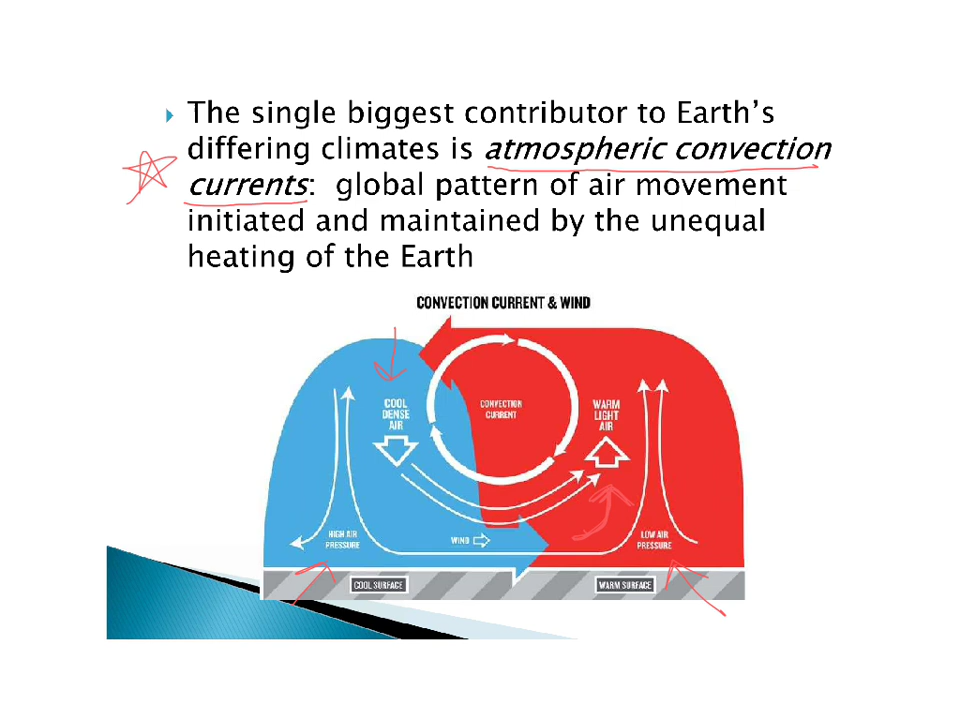 The single biggest contributor to Earth's
differing climates is atmospheric convection
currents: global pattern of air movement
initiated and maintained by the unequal
heating of the Earth
CONVECTION CURRENT & WIND
COOL
DENSE
AIR
CONVECTION
CURRENT
WARM
LIGHT
AIR
HIGH AIR
PRESSURE
WIND
LOW AIR
PRESSURE
COOL SURFACE
WARM SURFACE